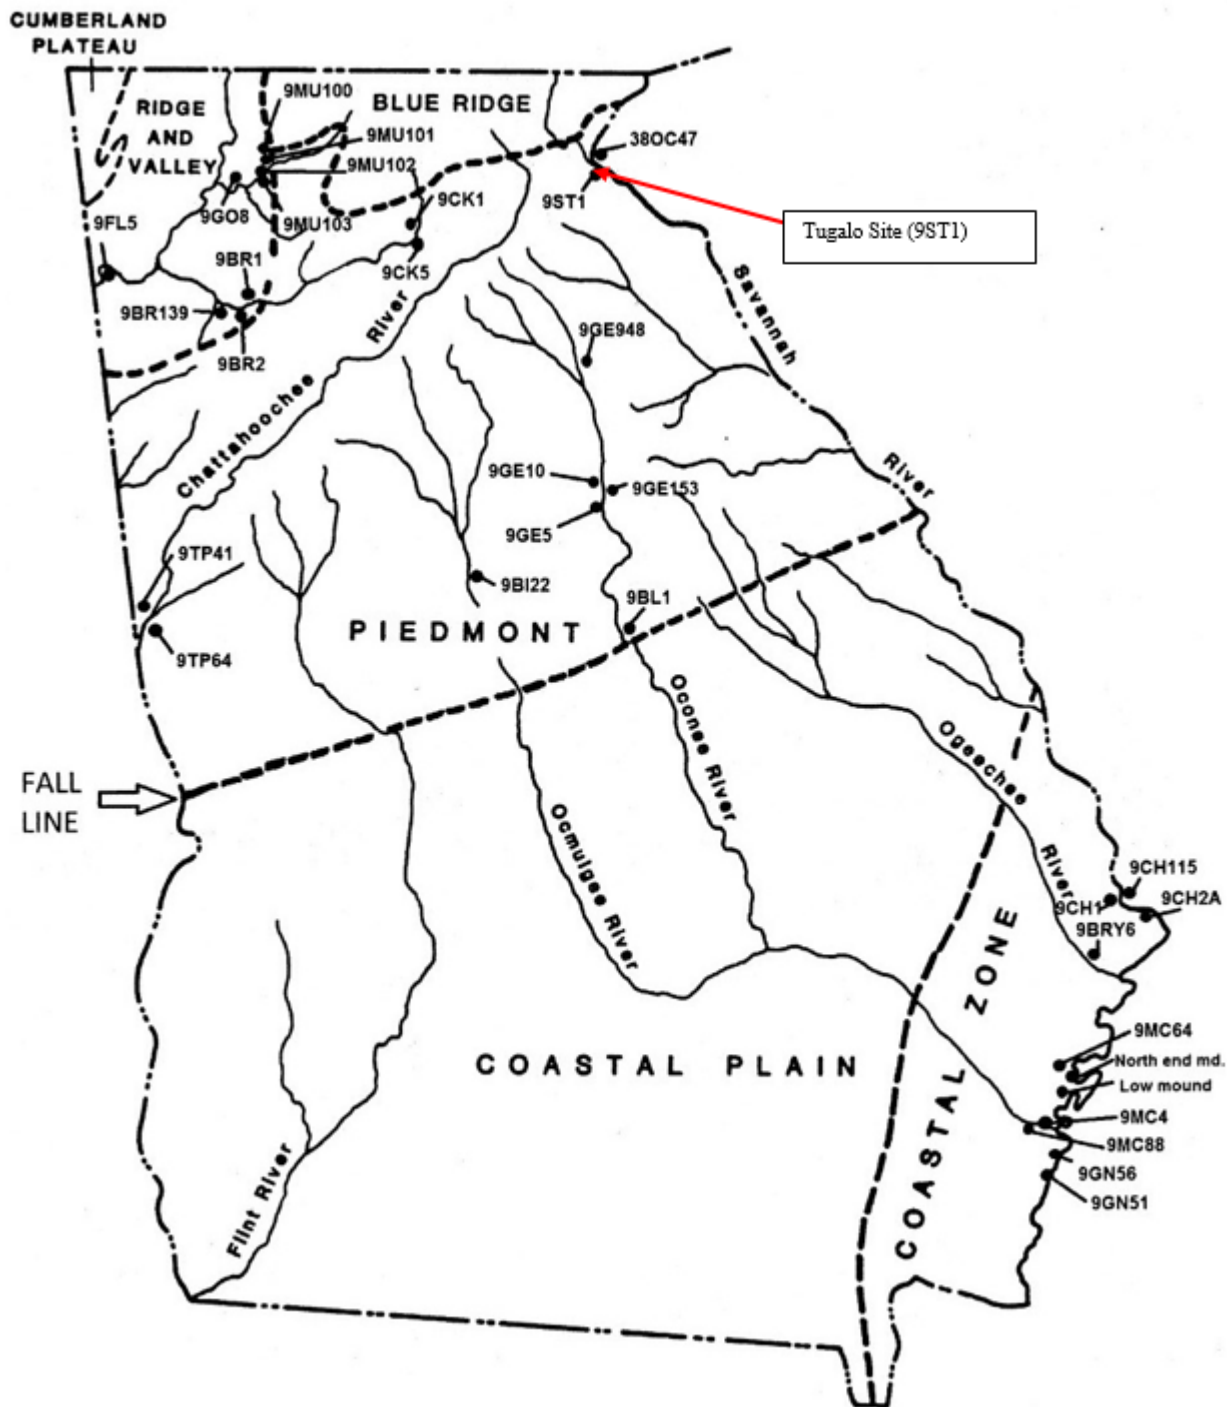 CUMBERLAND
PLATEAU
RIDGE
AND
VALLEY
BLUE RIDGE
9MU100
9MU101
9MU102
9MU103
9GO8
9FL5
9BR1
9BR139
9BR2
9CK1
9CK5
38OC47
9ST1
Tugalo Site (9ST1)
Savannah
River
Chattahoochee
River
9GE948
9GE10
9GE153
9GE5
9TP41
9TP64
9BI22
9BL1
PIEDMONT
FALL
LINE
Oconee River
Ocmulgee River
Ogeechee
River
Flint River
COASTAL PLAIN
COASTAL ZONE
9CH115
9CH1
9CH2A
9BRY6
9MC64
North end md.
Low mound
9MC4
9MC88
9GN56
9GN51